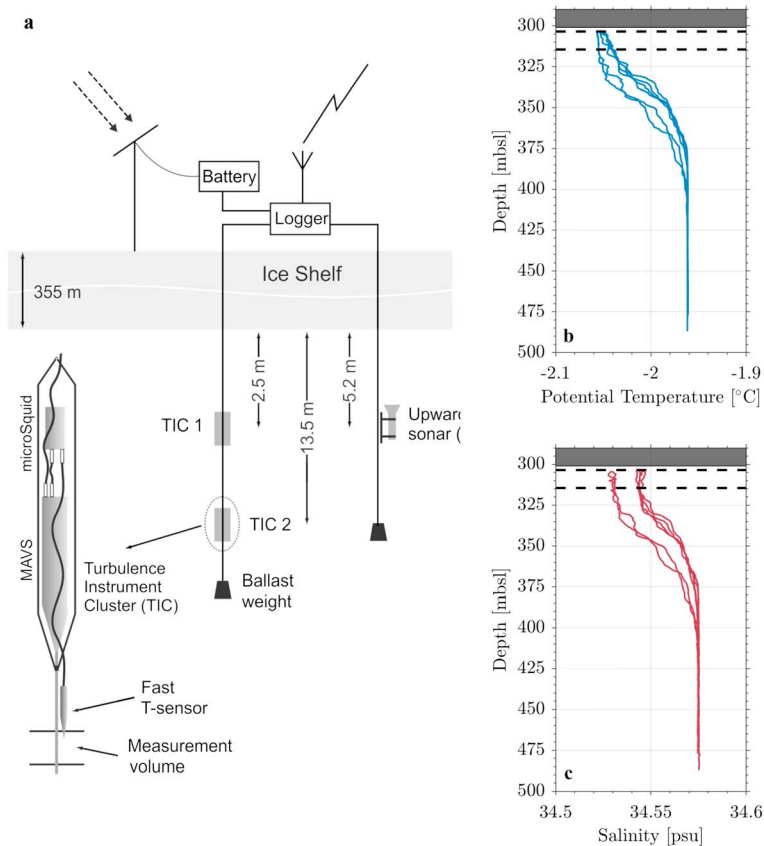 a
Battery
Logger
Ice Shelf
355 m
2.5 m
13.5 m
5.2 m
TIC 1
Upward
sonar (
microSquid
TIC 2
MAVS
Turbulence
Instrument
Cluster (TIC)
Ballast
weight
Fast
T-sensor
Measurement
volume
300
325
350
375
400
425
450
475
500
Depth [mbsl]
b
-2.1
-2
-1.9
Potential Temperature [°C]
300
325
350
375
400
425
450
475
500
Depth [mbsl]
c
34.5
34.55
34.6
Salinity [psu]